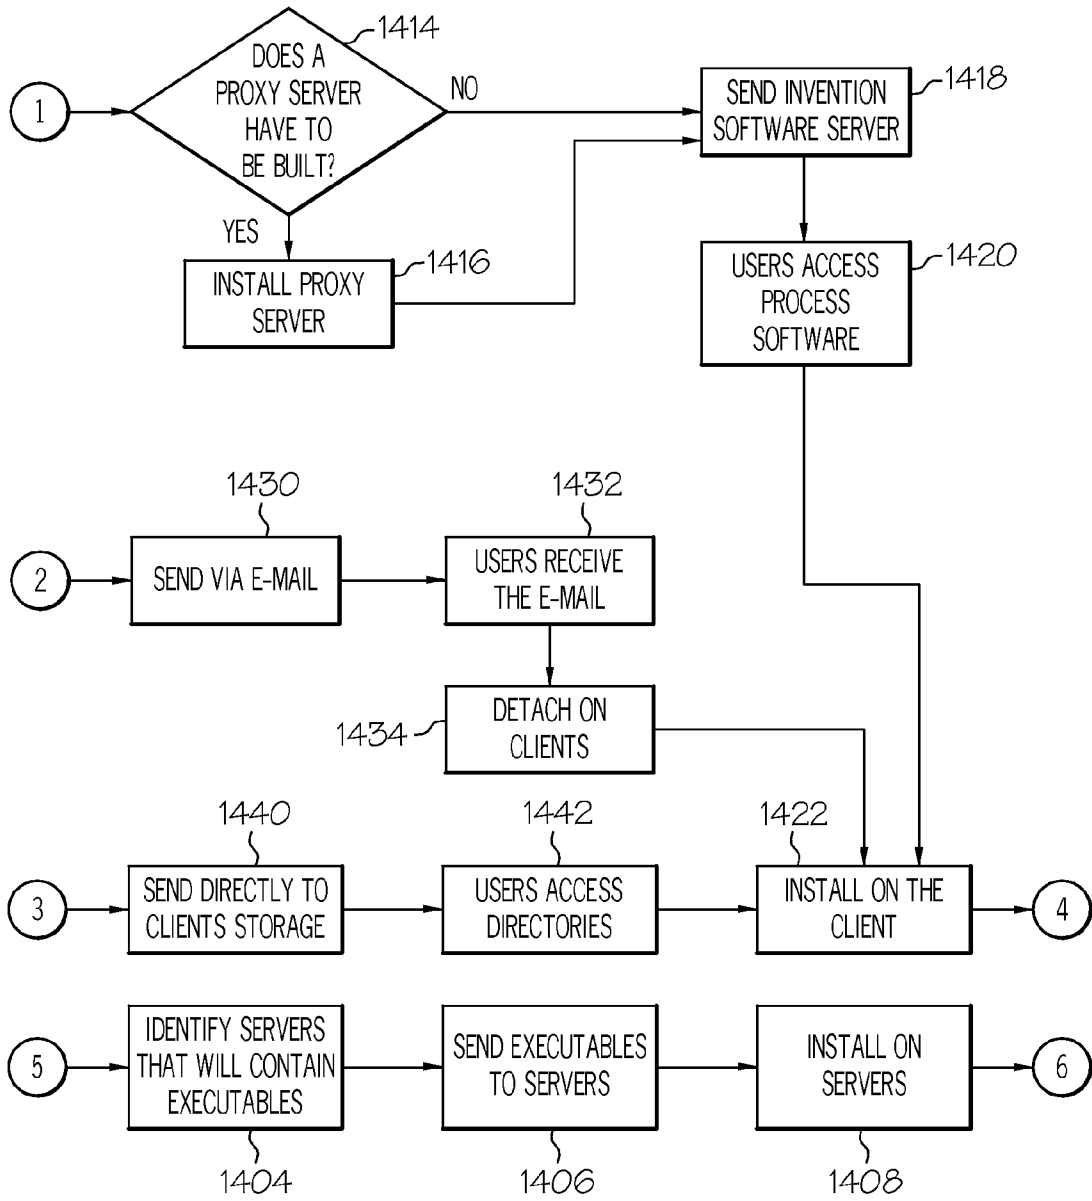 1414
DOES A
PROXY SERVER
HAVE TO
BE BUILT?
1
NO
SEND INVENTION
SOFTWARE SERVER
1418
YES
INSTALL PROXY
SERVER
1416
USERS ACCESS
PROCESS
SOFTWARE
1420
1430
1432
2
SEND VIA E-MAIL
USERS RECEIVE
THE E-MAIL
DETACH ON
CLIENTS
1434
1440
1442
1422
3
SEND DIRECTLY TO
CLIENTS STORAGE
USERS ACCESS
DIRECTORIES
INSTALL ON THE
CLIENT
4
5
IDENTIFY SERVERS
THAT WILL CONTAIN
EXECUTABLES
SEND EXECUTABLES
TO SERVERS
INSTALL ON
SERVERS
6
1404
1406
1408